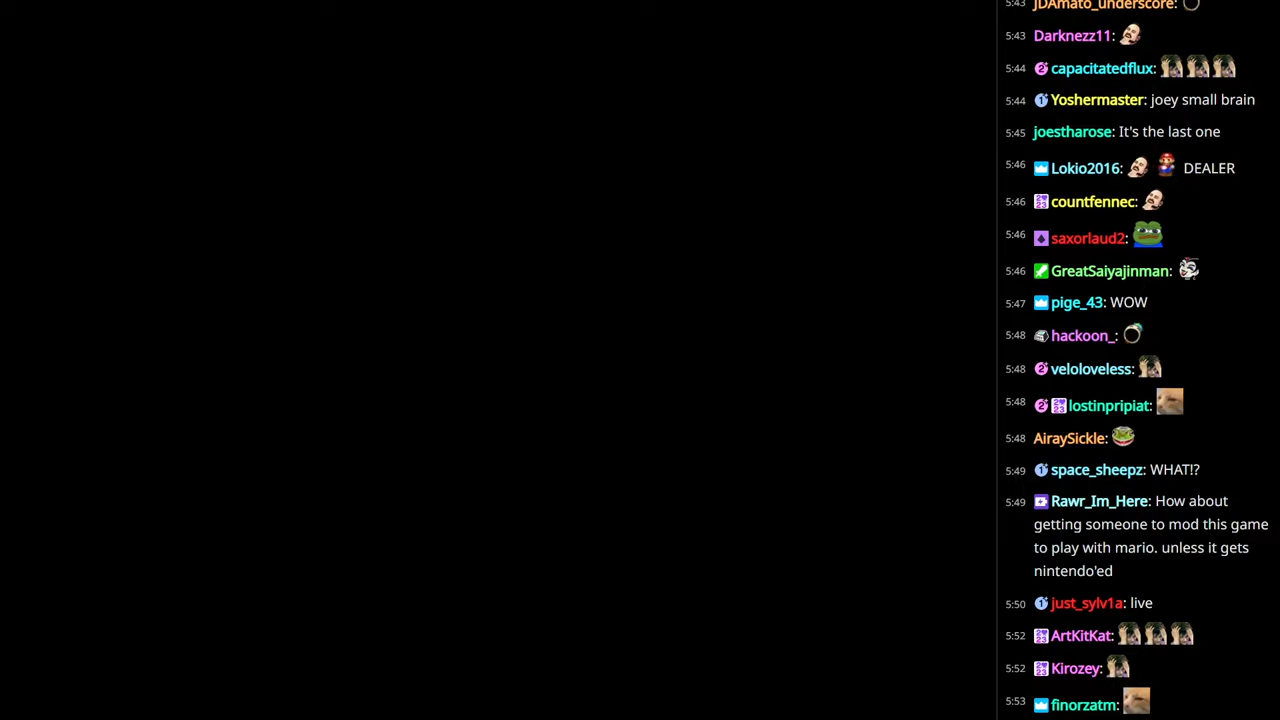 5:43 JDAmato_underscore:
5:43 Darknezz11:
5:44 capacitatedflux:
5:44 Yoshermaster: joey small brain
5:45 joestharose: It's the last one
5:46 Lokio2016: DEALER
5:46 countfennec:
5:46 saxorlaud2:
5:46 GreatSaiyajinman:
5:47 pige_43: WOW
5:48 hackoon_:
5:48 veloloveless:
5:48 lostinpripiat:
5:48 AiraySickle:
5:49 space_sheepz: WHAT!?
5:49 Rawr_Im_Here: How about
getting someone to mod this game
to play with mario. unless it gets
nintendo'ed
5:50 just_sylv1a: live
5:52 ArtKitKat:
5:52 Kirozey:
5:53 finorzatm: